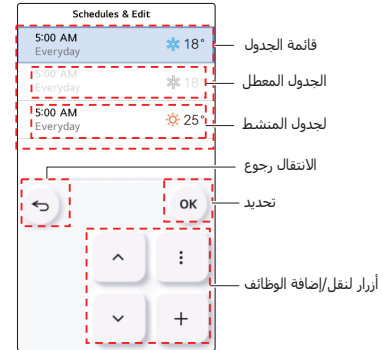 Schedules & Edit
5:00 AM
Everyday
18°
قائمة الجدول
5:00 AM
Everyday
18°
الجدول المعطل
5:00 AM
Everyday
25°
لجدول المنشط
الانتقال رجوع
OK
تحديد
أزرار لنقل/إضافة الوظائف